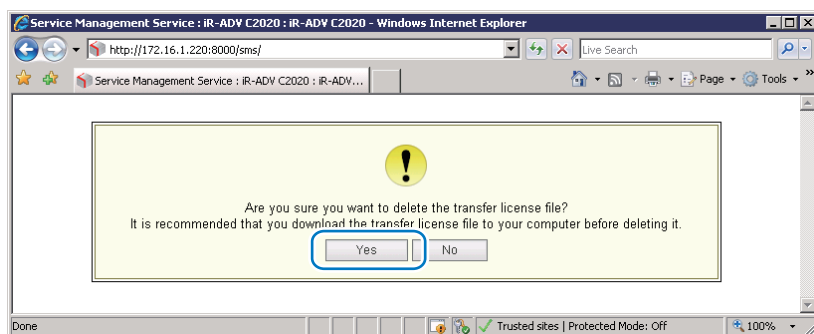 Service Management Service : iR-ADV C2020 : iR-ADV C2020 - Windows Internet Explorer
http://172.16.1.220:8000/sms/
Live Search
Service Management Service : iR-ADV C2020 : iR-ADV...
Page
Tools
Are you sure you want to delete the transfer license file?
It is recommended that you download the transfer license file to your computer before deleting it.
Yes No
Done
Trusted sites | Protected Mode: Off
100%